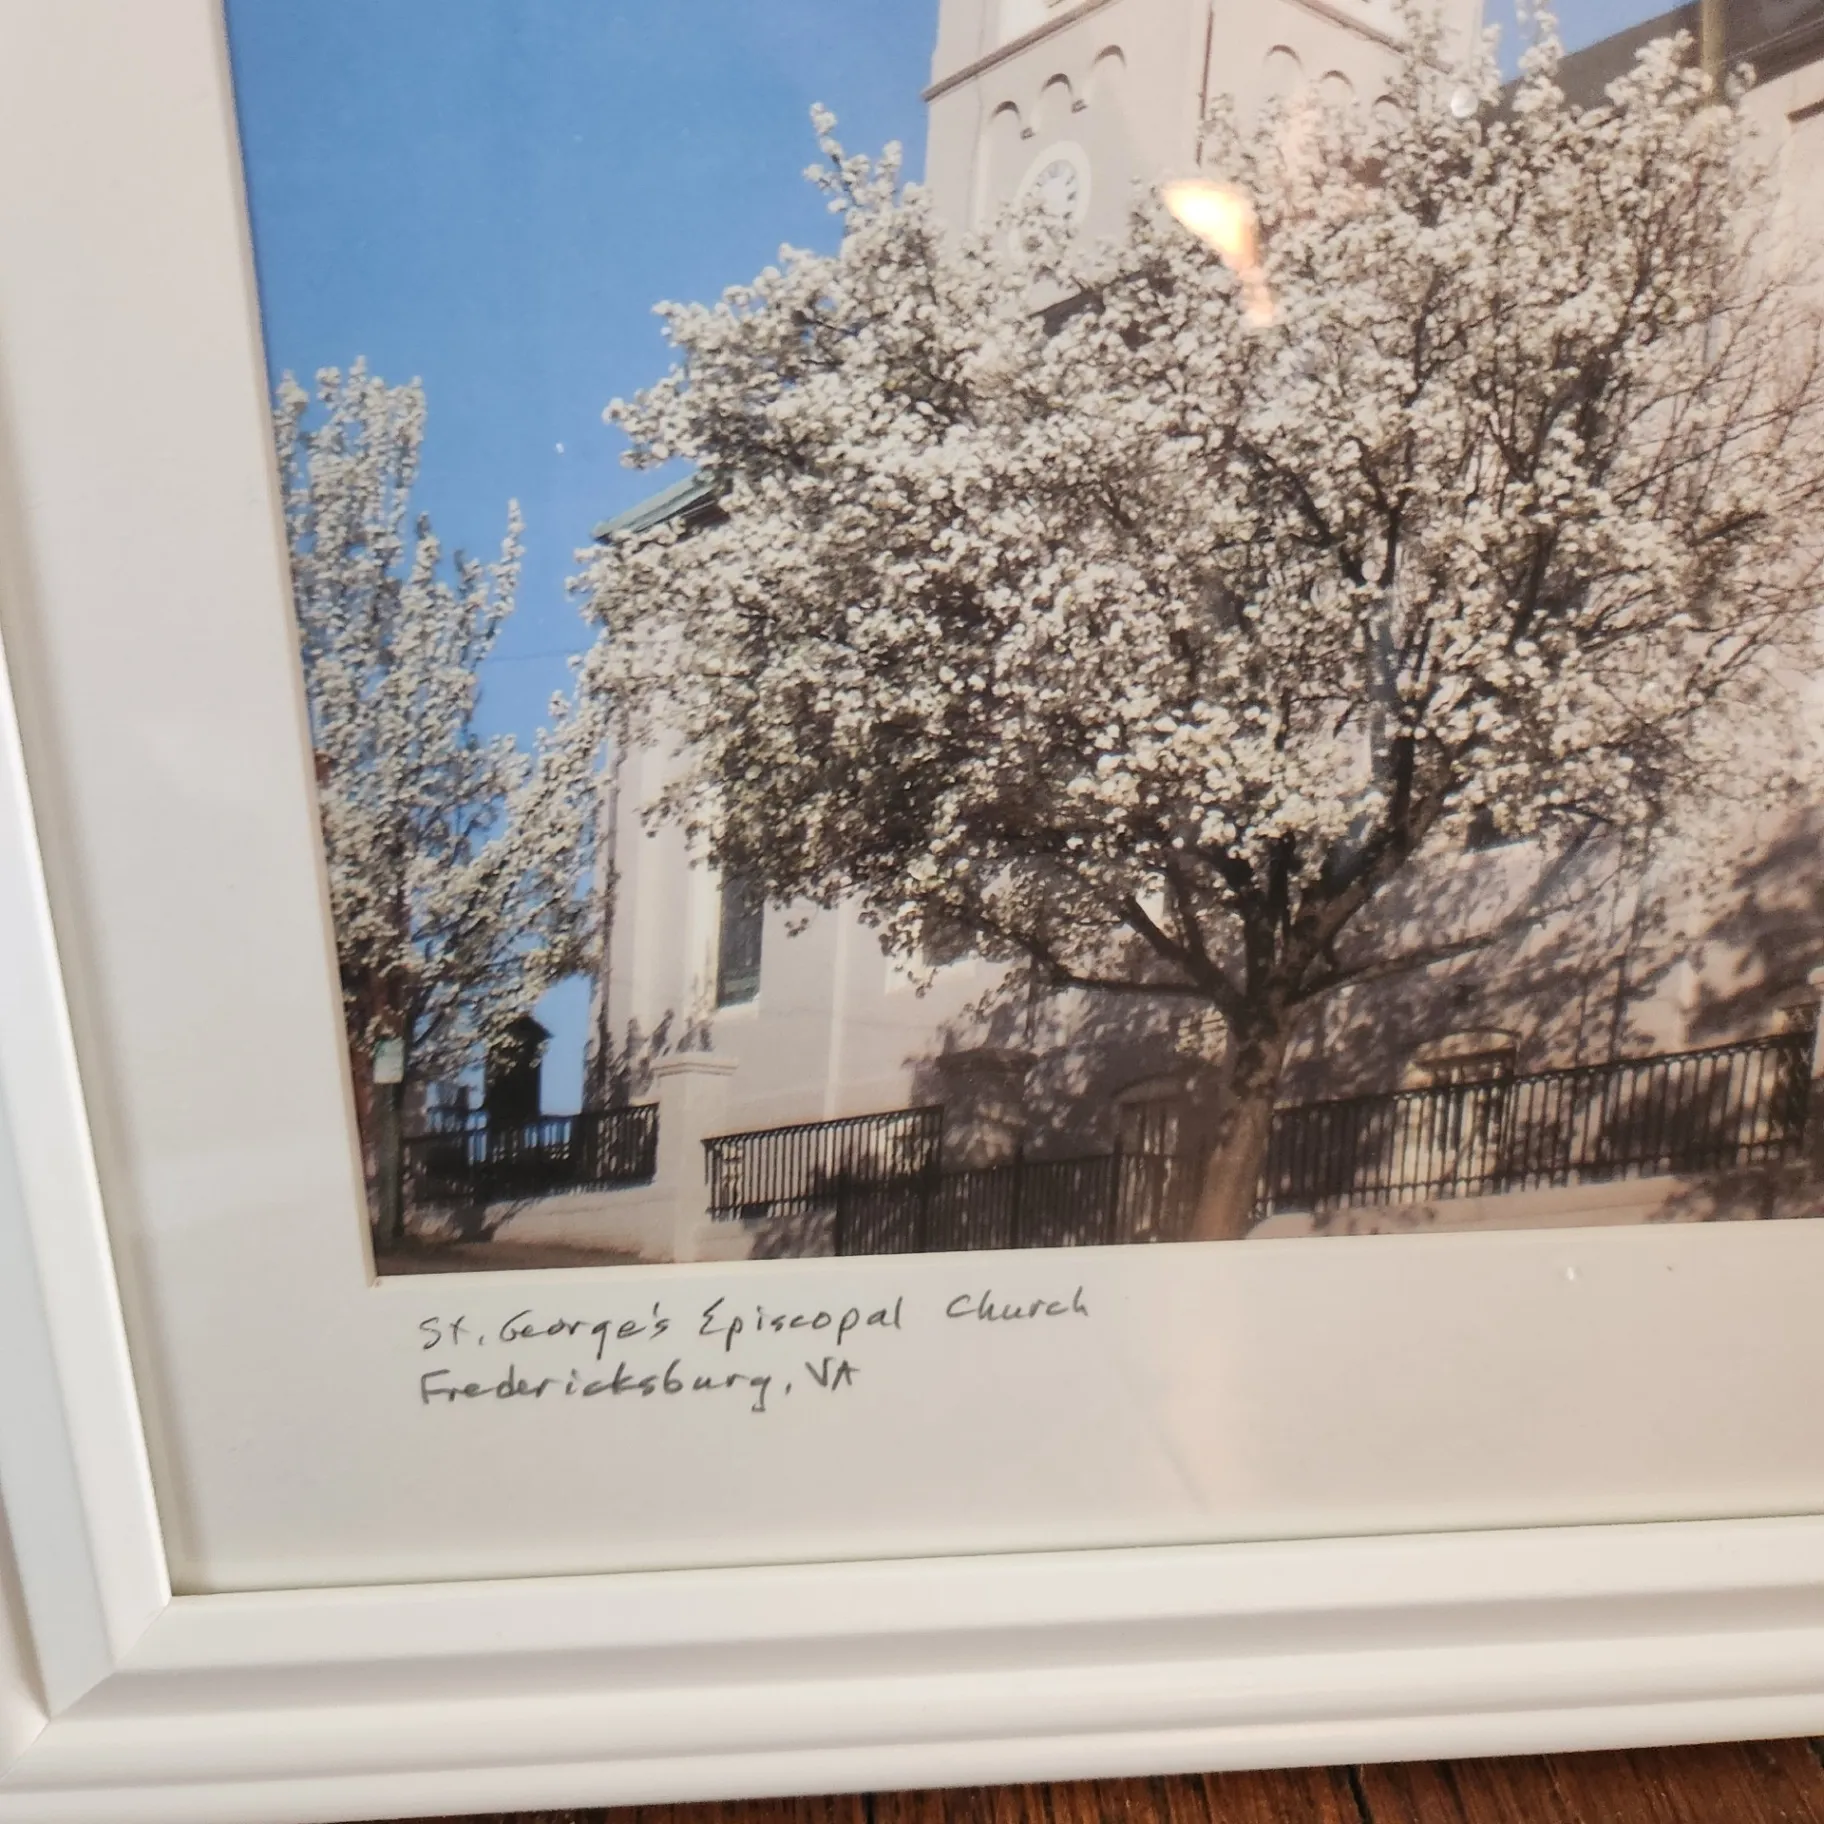 St. George's Episcopal Church
Fredericksburg, VA